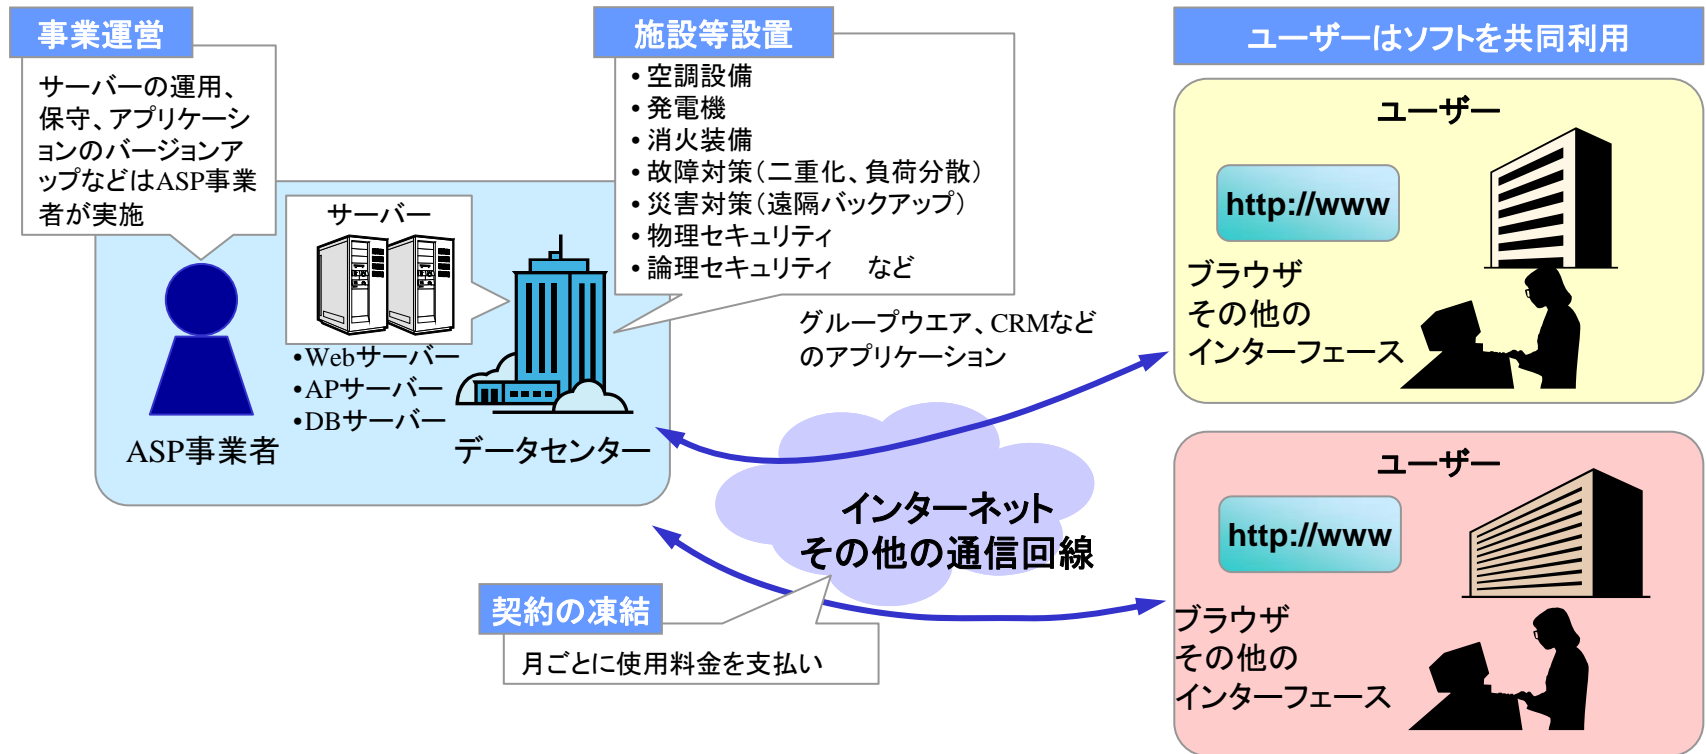 事業運営
サーバーの運用、
保守、アプリケーシ
ョンのバージョンア
ップなどはASP事業
者が実施
施設等設置
• 空調設備
• 発電機
• 消火装備
• 故障対策（二重化、負荷分散）
• 災害対策（遠隔バックアップ）
• 物理セキュリティ
• 論理セキュリティ　など
サーバー
•Webサーバー
•APサーバー
•DBサーバー
ASP事業者
データセンター
グループウエア、CRMなど
のアプリケーション
インターネット
その他の通信回線
契約の凍結
月ごとに使用料金を支払い
ユーザーはソフトを共同利用
ユーザー
http://www
ブラウザ
その他の
インターフェース
ユーザー
http://www
ブラウザ
その他の
インターフェース